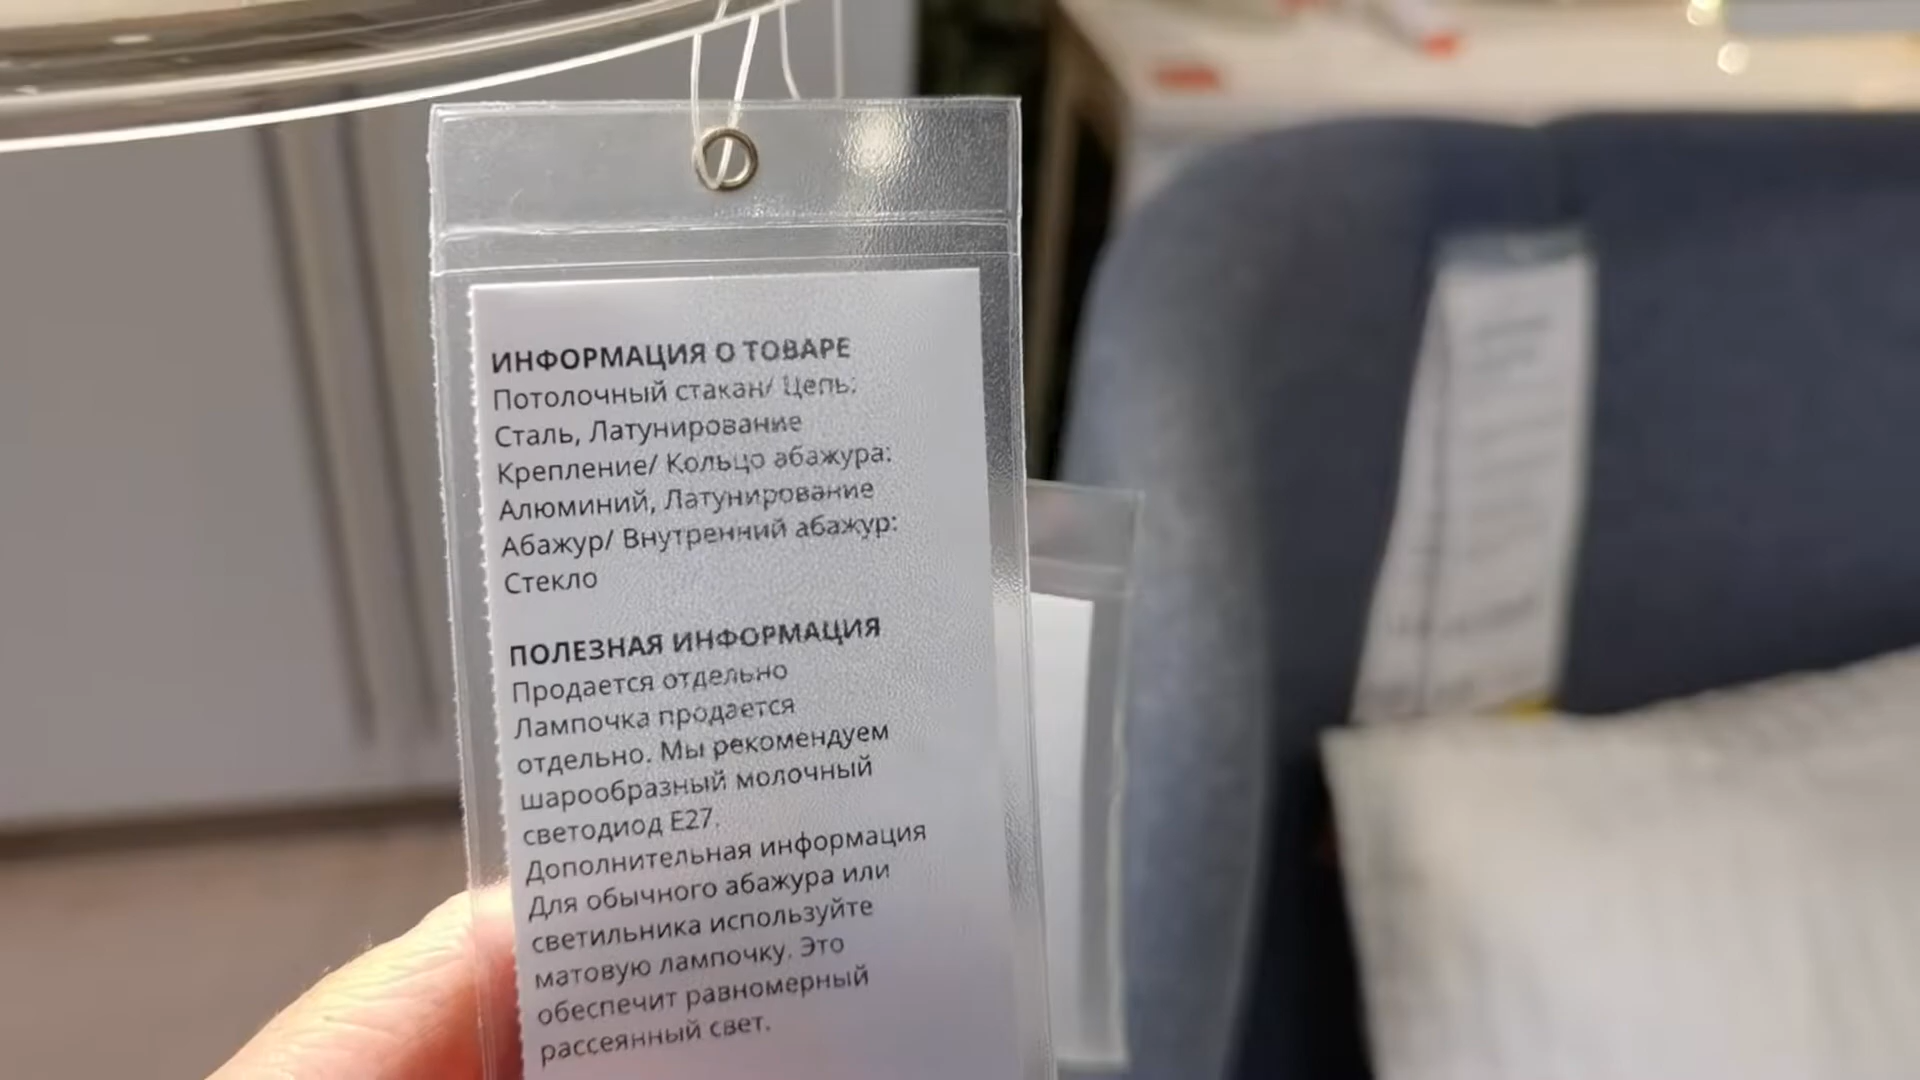 ИНФОРМАЦИЯ О ТОВАРЕ
Потолочный стакан/ Цепь:
Сталь, Латунирование
Крепление/ Кольцо абажура:
Алюминий, Латунирование
Абажур/ Внутренний абажур:
Стекло
ПОЛЕЗНАЯ ИНФОРМАЦИЯ
Продается отдельно
Лампочка продается
отдельно. Мы рекомендуем
шарообразный молочный
светодиод E27.
Дополнительная информация
Для обычного абажура или
светильника используйте
матовую лампочку. Это
обеспечит равномерный
рассеянный свет.